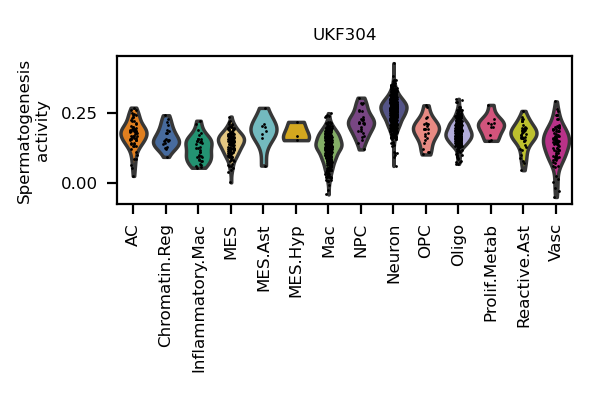 UKF304
Spermatogenesis
activity
0.25
0.00
AC
Chromatin.Reg
Inflammatory.Mac
MES
MES.Ast
MES.Hyp
Mac
NPC
Neuron
OPC
Oligo
Prolif.Metab
Reactive.Ast
Vasc